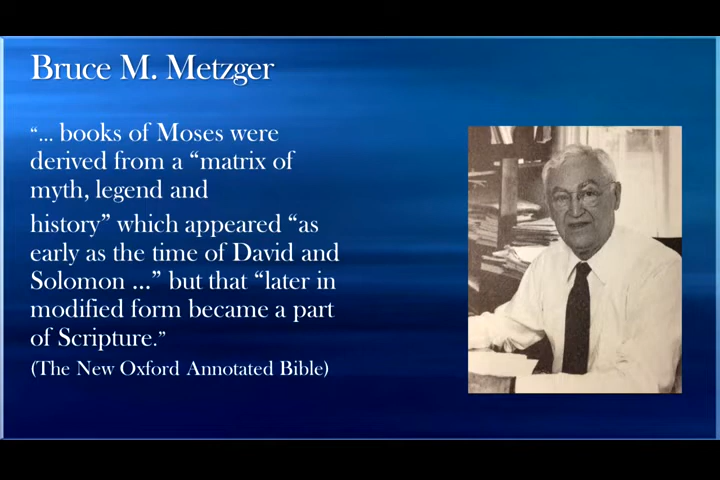 Bruce M. Metzger
“... books of Moses were
derived from a “matrix of
myth, legend and
history” which appeared “as
early as the time of David and
Solomon ...” but that “later in
modified form became a part
of Scripture.”
(The New Oxford Annotated Bible)